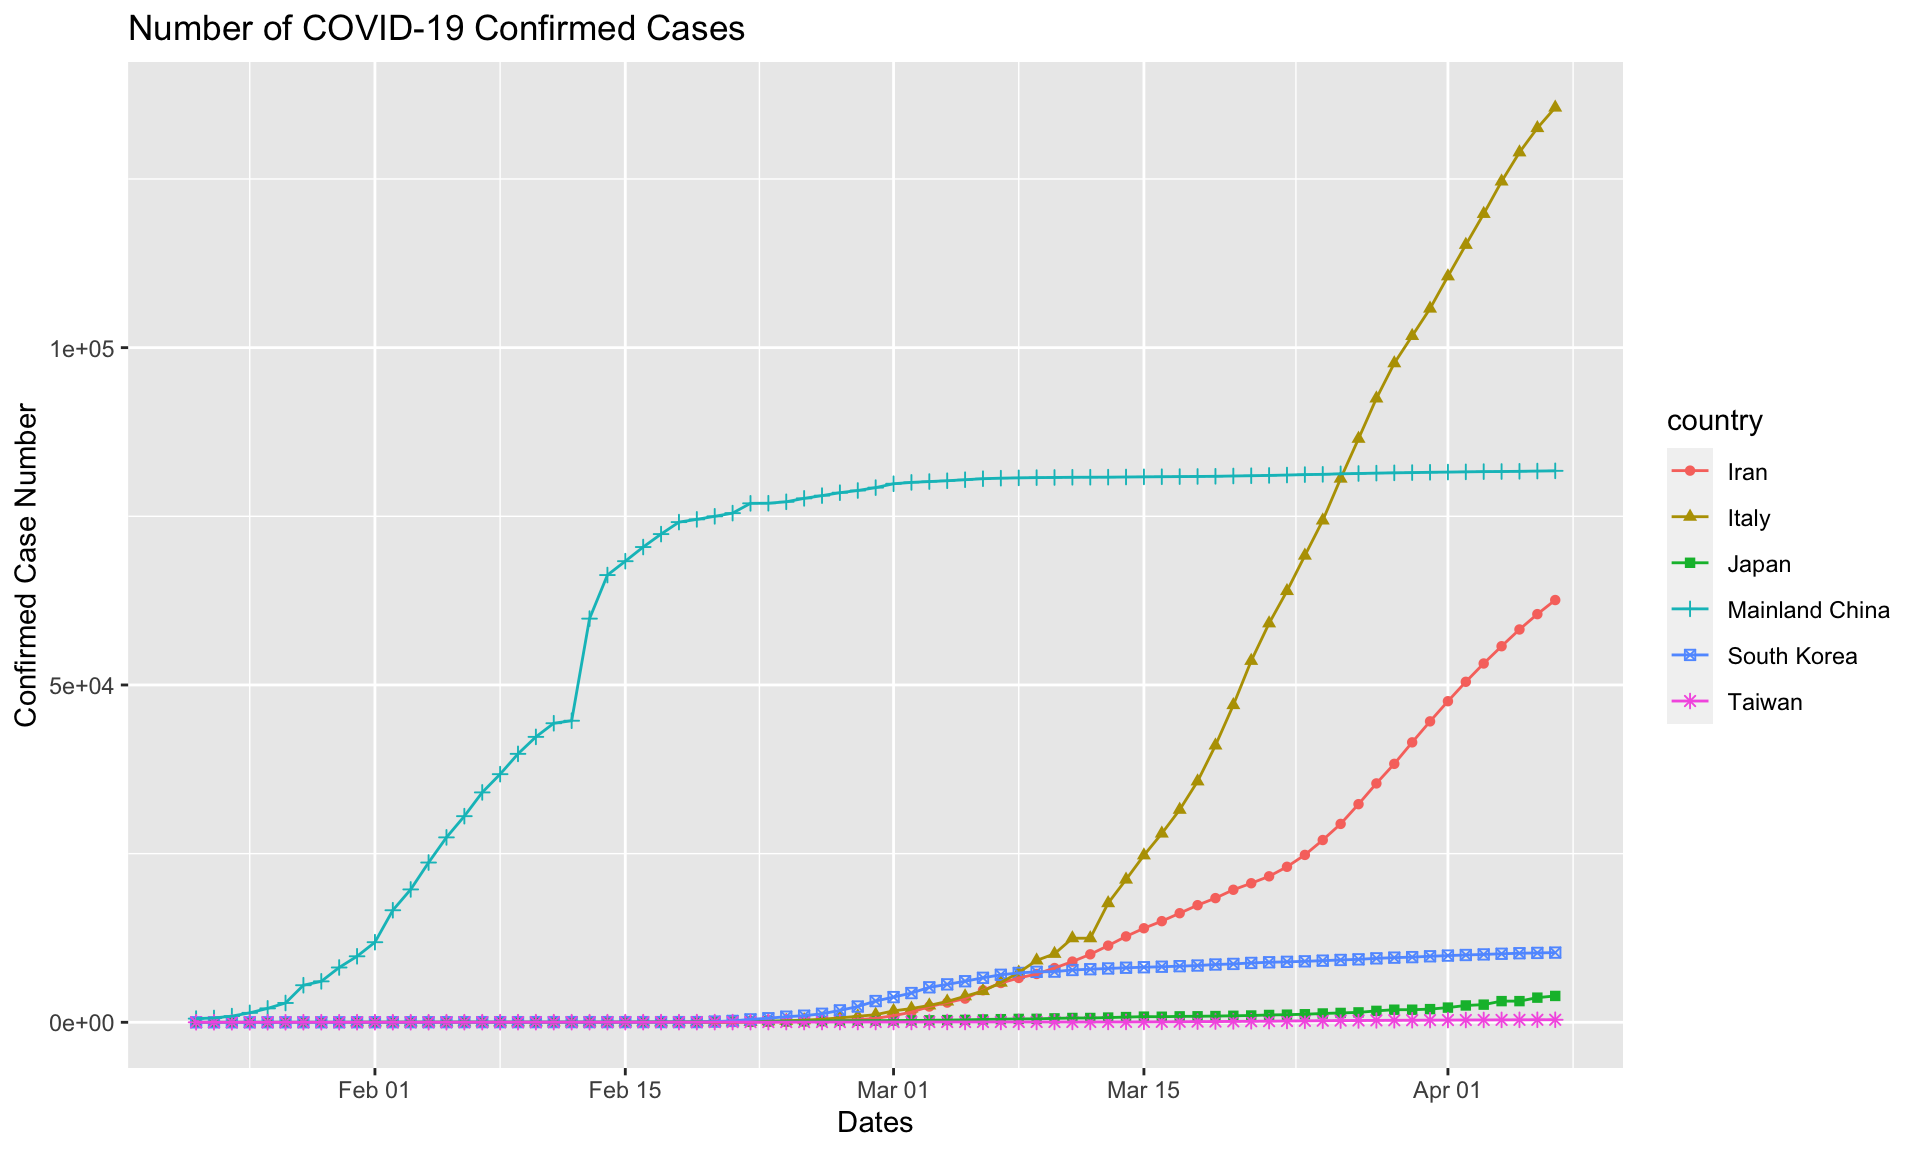 Number of COVID-19 Confirmed Cases
Confirmed Case Number
1e+05
5e+04
0e+00
Feb 01
Feb 15
Mar 01
Mar 15
Apr 01
Dates
country
Iran
Italy
Japan
Mainland China
South Korea
Taiwan